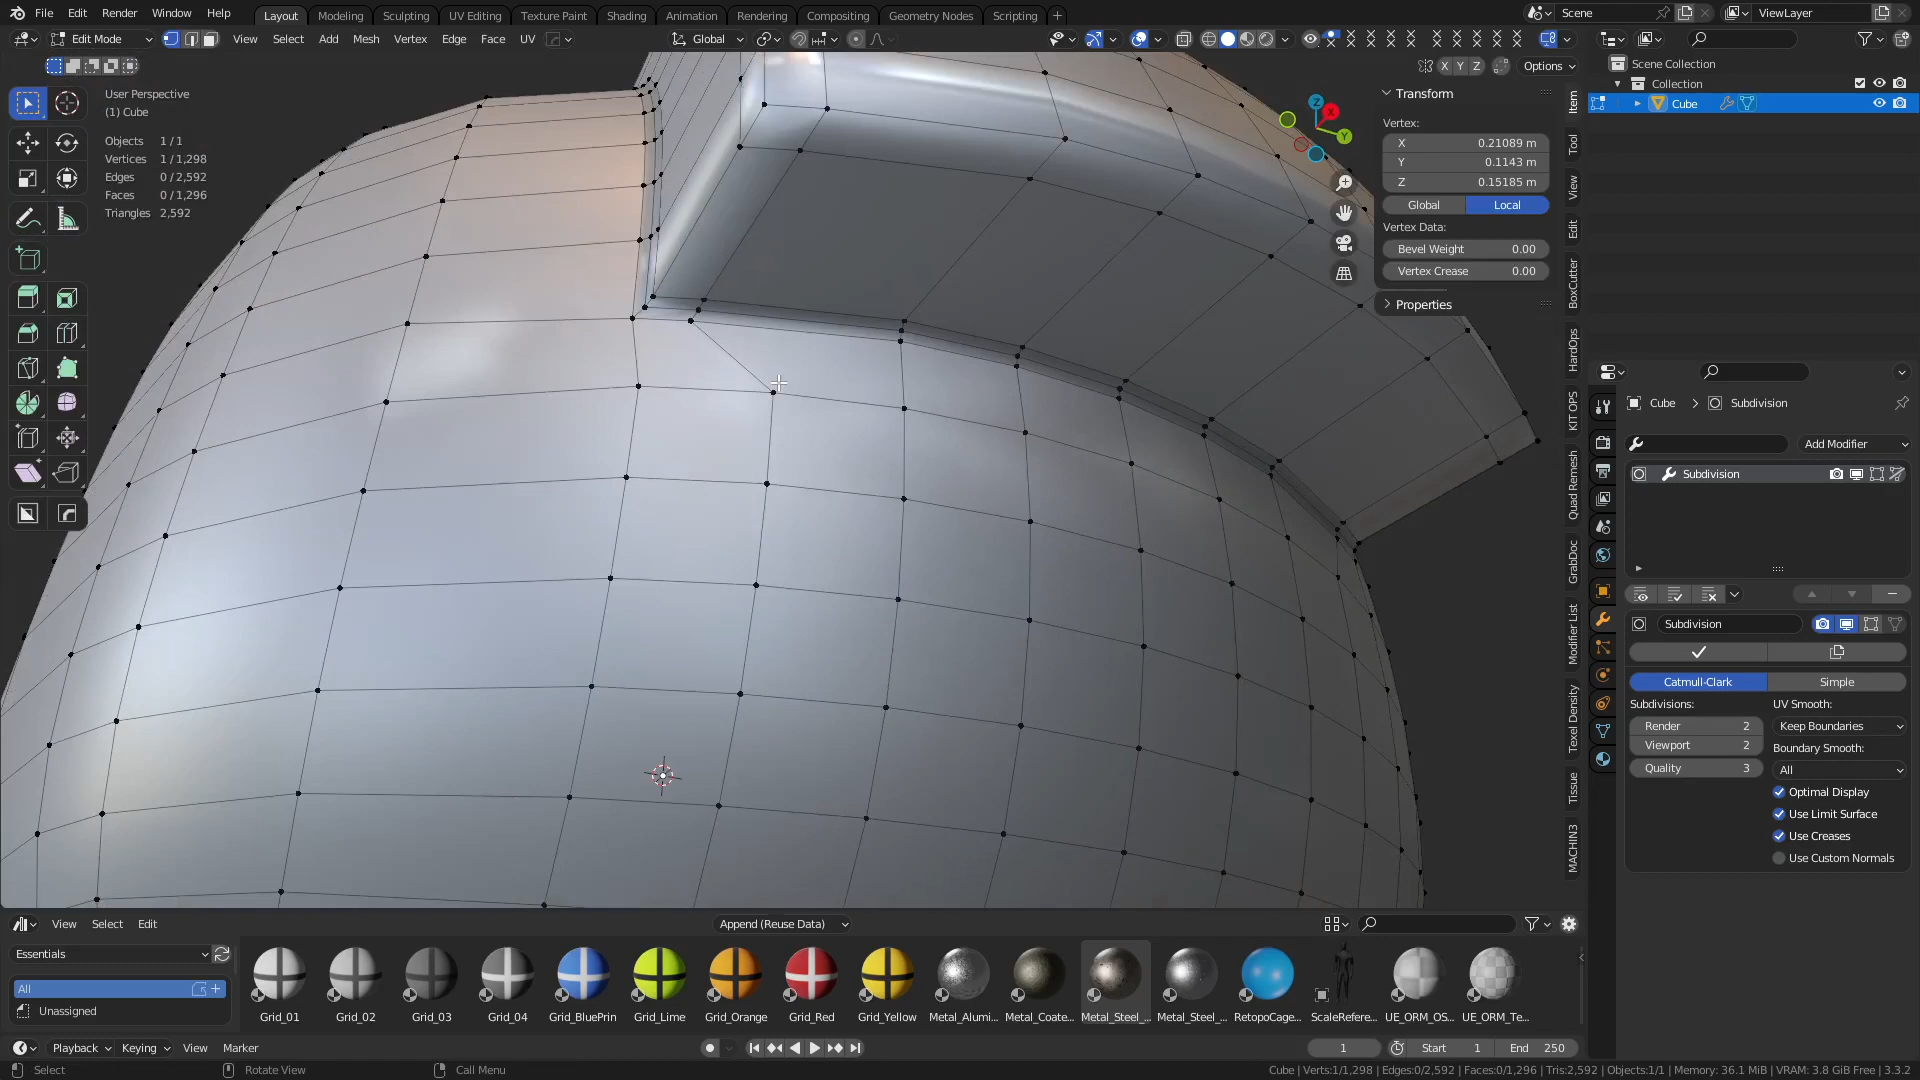 File Edit Render Window Help
Layout Modeling Sculpting UV Editing Texture Paint Shading Animation Rendering Compositing Geometry Nodes Scripting
Scene
ViewLayer
Edit Mode
View Select Add Mesh Vertex Edge Face UV
Global
X Y Z
Options
User Perspective
(1) Cube
Objects 1/1
Vertices 1/1,298
Edges 0/2,592
Faces 0/1,296
Triangles 2,592
Z
X
Y
Transform
Vertex:
X 0.21089 m
Y 0.1143 m
Z 0.15185 m
Global Local
Vertex Data:
Bevel Weight 0.00
Vertex Crease 0.00
Properties
Item
Tool
View
Edit
BoxCutter
HardOps
KIT OPS
Quad Remesh
GrabDoc
Modifier List
Texel Density
Tissue
MACHIN3
Scene Collection
Collection
Cube
Cube
Subdivision
Add Modifier
Subdivision
Subdivision
Catmull-Clark Simple
Subdivisions:
Render 2
Viewport 2
Quality 3
UV Smooth:
Keep Boundaries
Boundary Smooth:
All
Optimal Display
Use Limit Surface
Use Creases
Use Custom Normals
View Select Edit
Append (Reuse Data)
Essentials
All
Unassigned
Grid_01 Grid_02 Grid_03 Grid_04 Grid_BluePrin Grid_Lime Grid_Orange Grid_Red Grid_Yellow Metal_Alumi... Metal_Coate... Metal_Steel_... Metal_Steel_... RetopoCage... ScaleRefere... UE_ORM_OS... UE_ORM_Te...
Playback Keying View Marker
1
Start 1
End 250
Select
Rotate View
Call Menu
Cube | Verts:1/1,298 | Edges:0/2,592 | Faces:0/1,296 | Tris:2,592 | Objects:1/1 | Memory: 36.1 MiB | VRAM: 3.8 GiB Free | 3.3.2